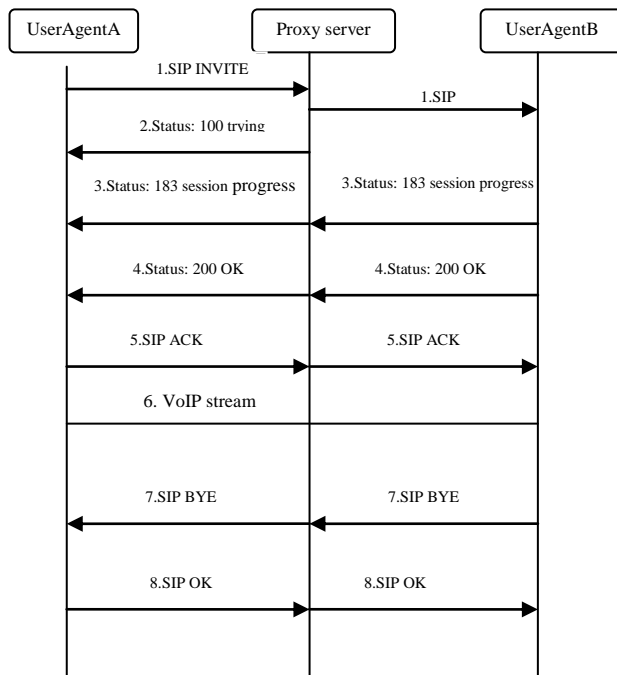 UserAgentA
Proxy server
UserAgentB
1.SIP INVITE
1.SIP
2.Status: 100 trying
3.Status: 183 session progress
3.Status: 183 session progress
4.Status: 200 OK
4.Status: 200 OK
5.SIP ACK
5.SIP ACK
6. VoIP stream
7.SIP BYE
7.SIP BYE
8.SIP OK
8.SIP OK